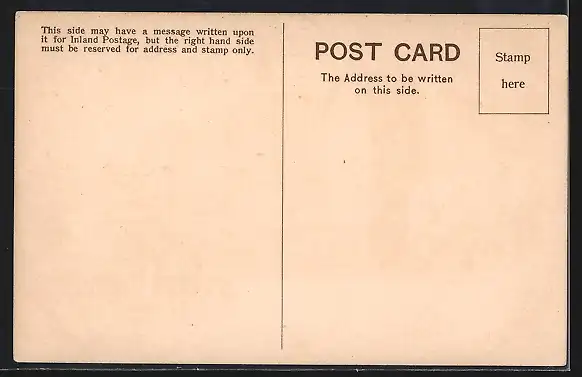 This side may have a message written upon
it for Inland Postage, but the right hand side
must be reserved for address and stamp only.
POST CARD
The Address to be written
on this side.
Stamp
here